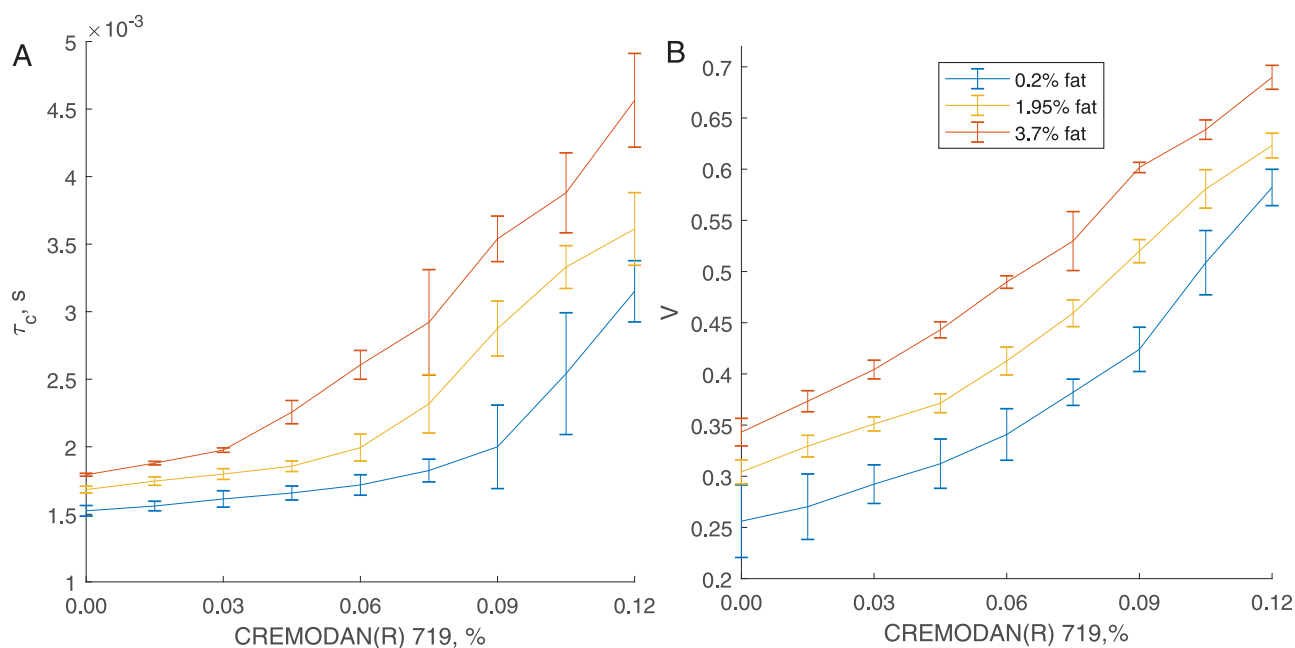 A
× 10⁻³
5
4.5
4
3.5
3
2.5
2
1.5
1
τc, s
0.00 0.03 0.06 0.09 0.12
CREMODAN(R) 719, %
B
0.7
0.65
0.6
0.55
0.5
0.45
0.4
0.35
0.3
0.25
0.2
V
0.2% fat
1.95% fat
3.7% fat
0.00 0.03 0.06 0.09 0.12
CREMODAN(R) 719,%